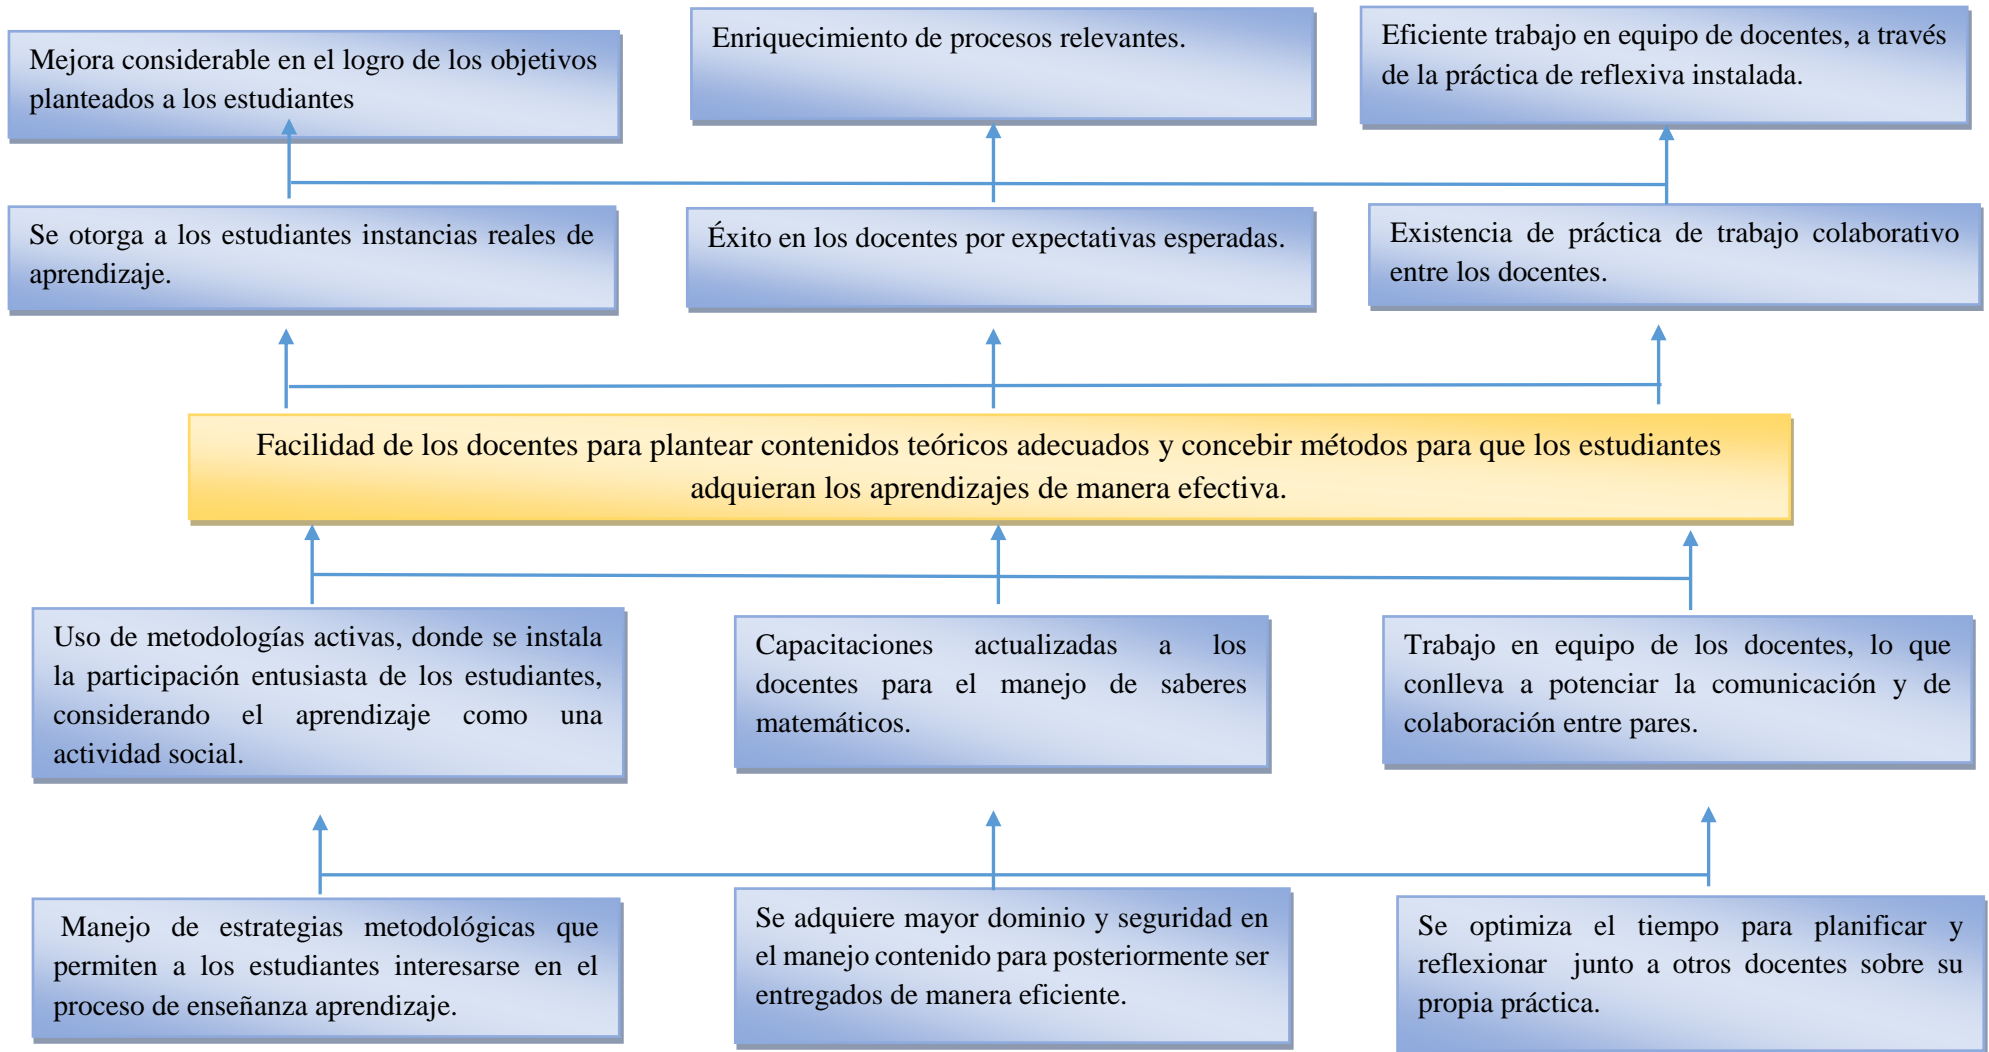 Mejora considerable en el logro de los objetivos
planteados a los estudiantes
Enriquecimiento de procesos relevantes.
Eficiente trabajo en equipo de docentes, a través
de la práctica de reflexiva instalada.
Se otorga a los estudiantes instancias reales de
aprendizaje.
Éxito en los docentes por expectativas esperadas.
Existencia de práctica de trabajo colaborativo
entre los docentes.
Facilidad de los docentes para plantear contenidos teóricos adecuados y concebir métodos para que los estudiantes
adquieran los aprendizajes de manera efectiva.
Uso de metodologías activas, donde se instala
la participación entusiasta de los estudiantes,
considerando el aprendizaje como una
actividad social.
Capacitaciones actualizadas a los
docentes para el manejo de saberes
matemáticos.
Trabajo en equipo de los docentes, lo que
conlleva a potenciar la comunicación y de
colaboración entre pares.
Manejo de estrategias metodológicas que
permiten a los estudiantes interesarse en el
proceso de enseñanza aprendizaje.
Se adquiere mayor dominio y seguridad en
el manejo contenido para posteriormente ser
entregados de manera eficiente.
Se optimiza el tiempo para planificar y
reflexionar junto a otros docentes sobre su
propia práctica.